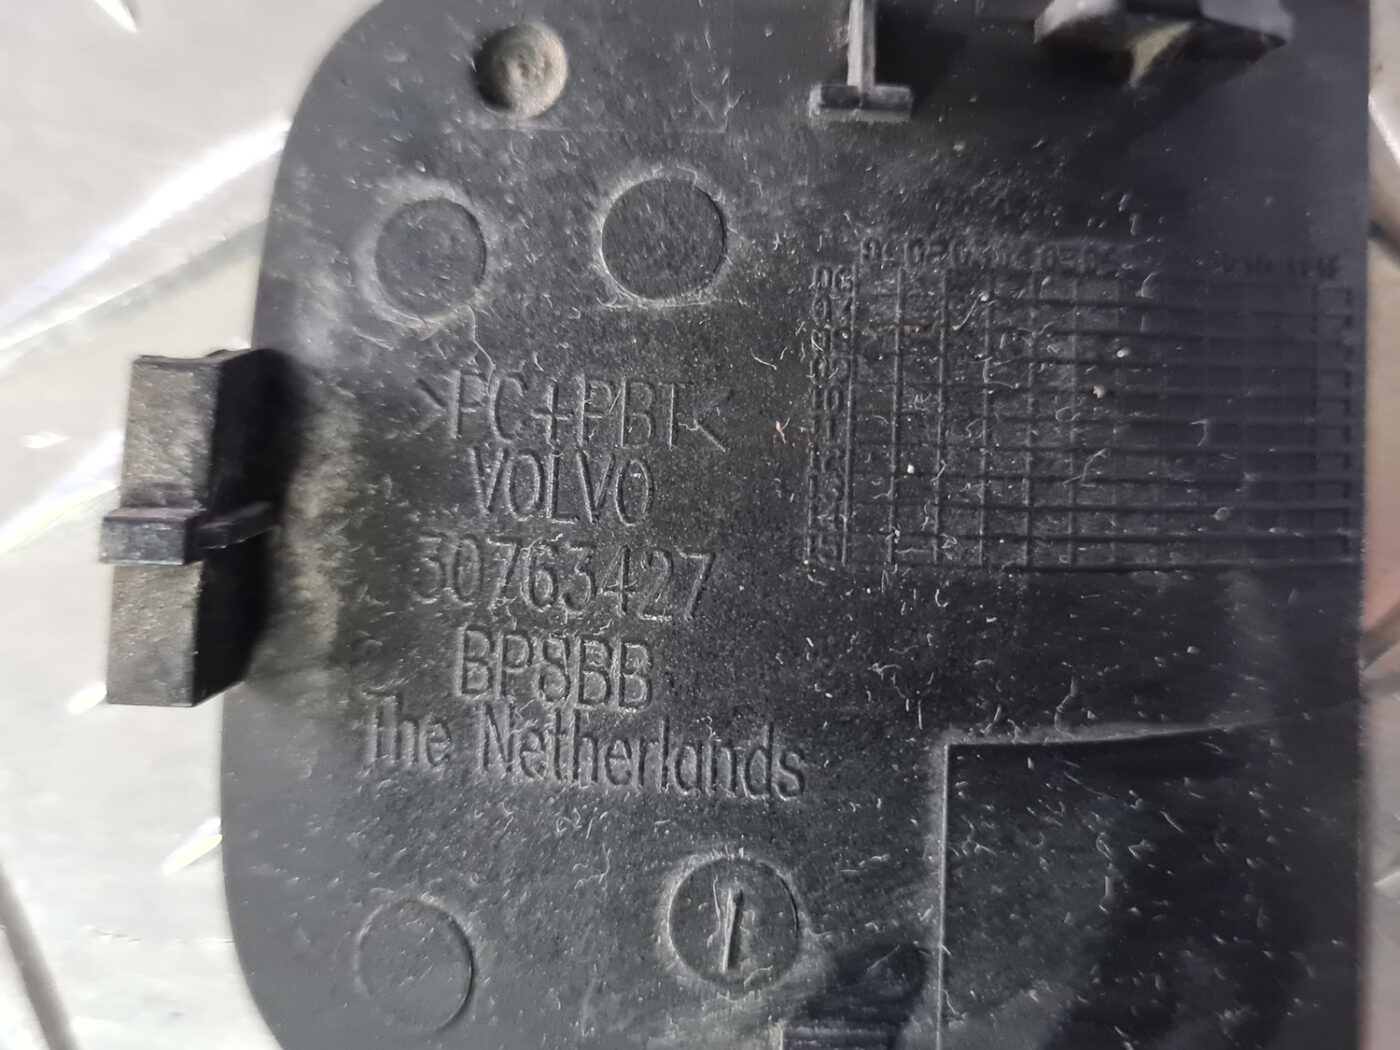 >PC+PBT<
VOLVO
30763427
BP8BB
The Netherlands